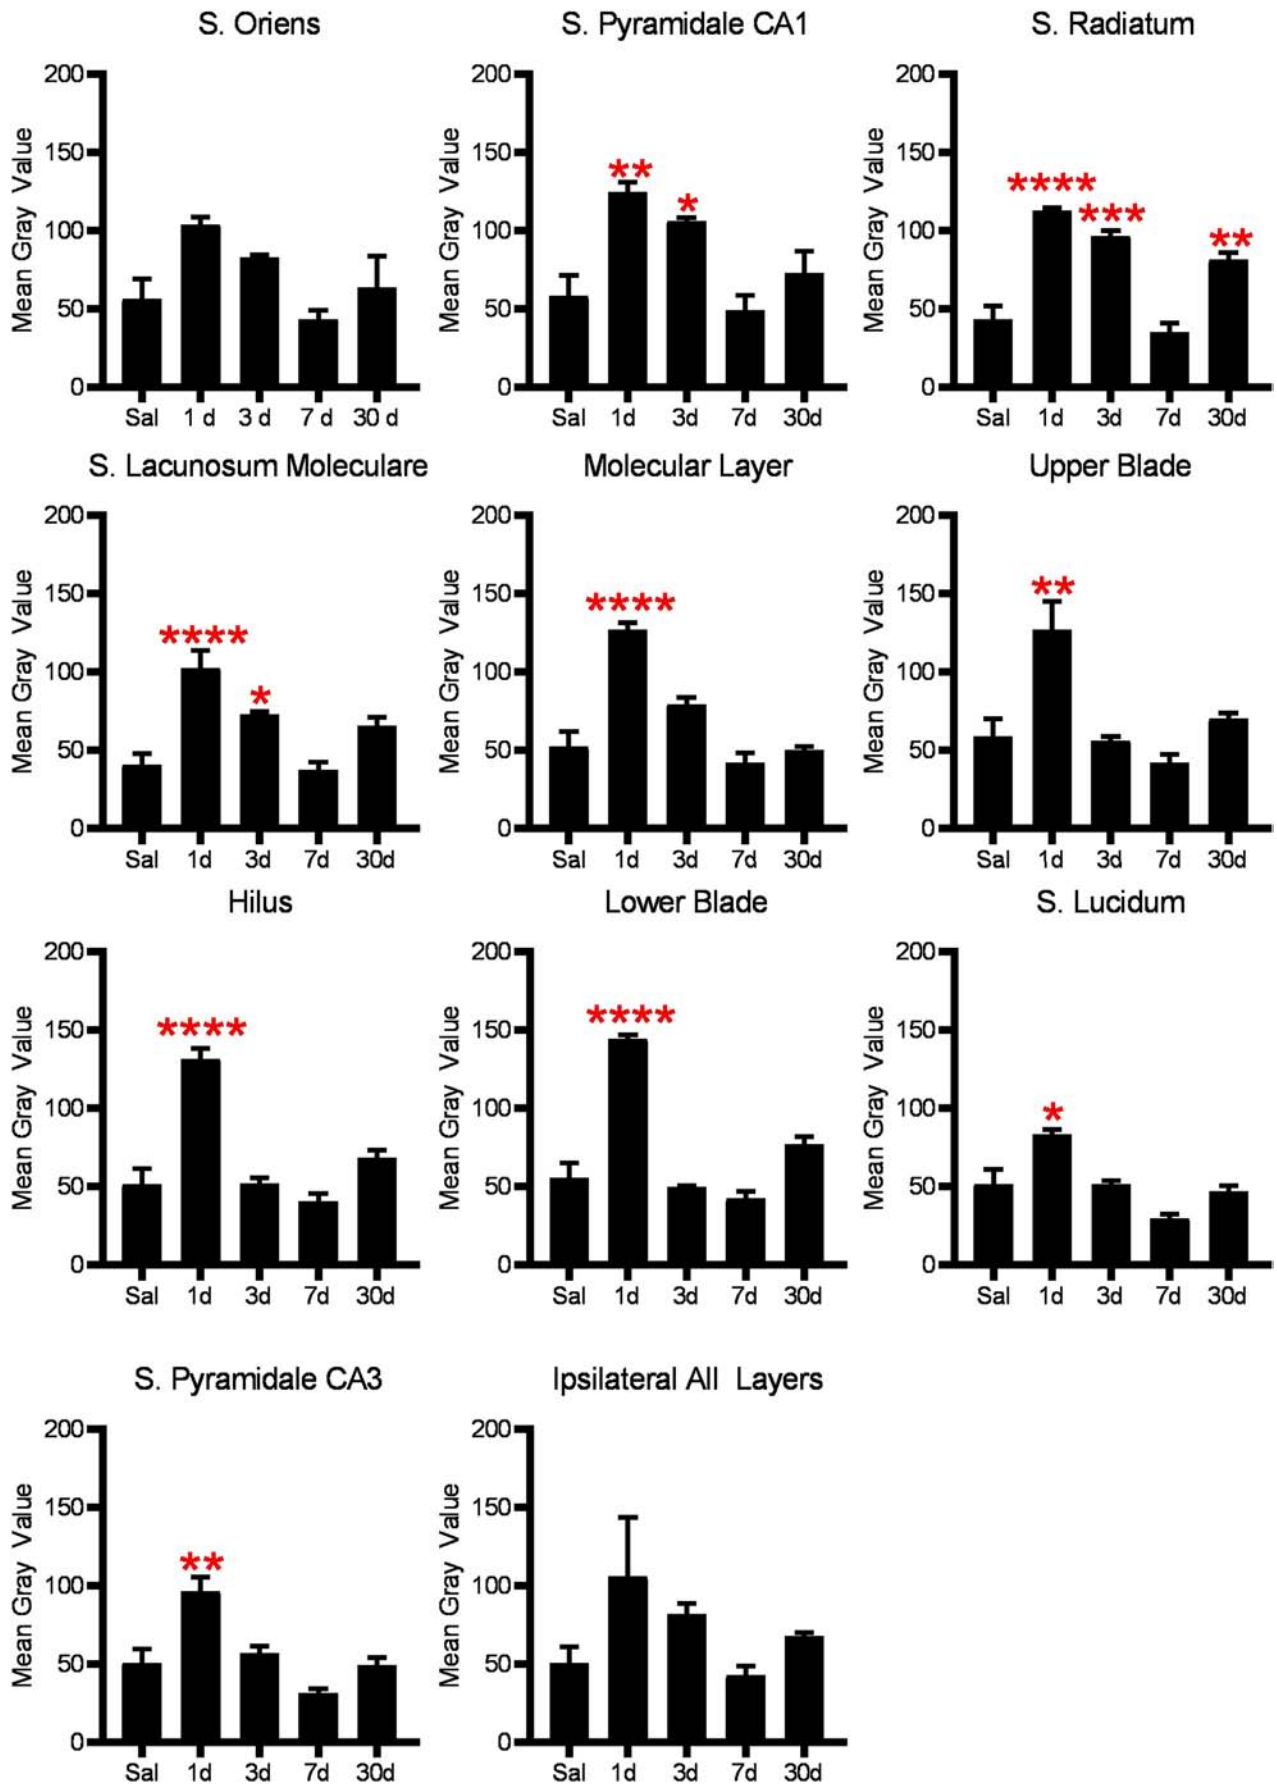 S. Oriens
S. Pyramidale CA1
S. Radiatum
Mean Gray Value
200
150
100
50
0
Sal 1 d 3 d 7 d 30 d
Mean Gray Value
200
150
100
50
0
**
*
Sal 1d 3d 7d 30d
Mean Gray Value
200
150
100
50
0
****
***
**
Sal 1d 3d 7d 30d
S. Lacunosum Moleculare
Molecular Layer
Upper Blade
Mean Gray Value
200
150
100
50
0
****
*
Sal 1d 3d 7d 30d
Mean Gray Value
200
150
100
50
0
****
Sal 1d 3d 7d 30d
Mean Gray Value
200
150
100
50
0
**
Sal 1d 3d 7d 30d
Hilus
Lower Blade
S. Lucidum
Mean Gray Value
200
150
100
50
0
****
Sal 1d 3d 7d 30d
Mean Gray Value
200
150
100
50
0
****
Sal 1d 3d 7d 30d
Mean Gray Value
200
150
100
50
0
*
Sal 1d 3d 7d 30d
S. Pyramidale CA3
Ipsilateral All Layers
Mean Gray Value
200
150
100
50
0
**
Sal 1d 3d 7d 30d
Mean Gray Value
200
150
100
50
0
Sal 1d 3d 7d 30d